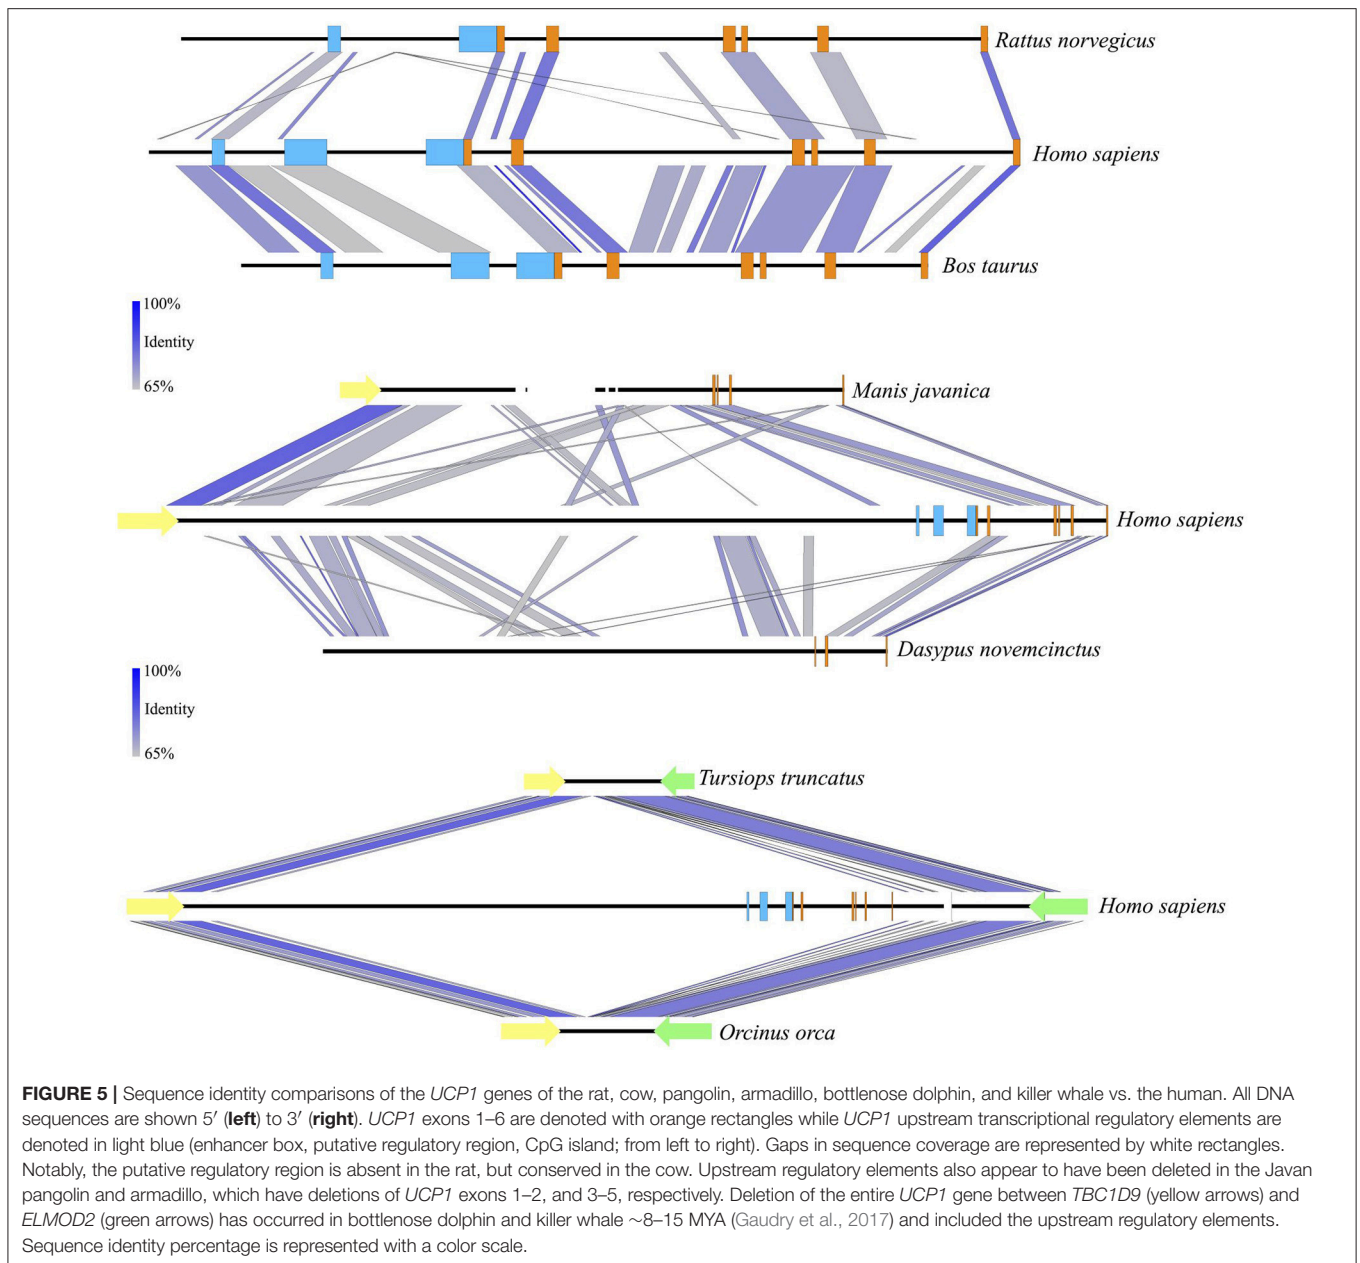 Rattus norvegicus
Homo sapiens
Bos taurus
100%
Identity
65%
Manis javanica
Homo sapiens
Dasypus novemcinctus
100%
Identity
65%
Tursiops truncatus
Homo sapiens
Orcinus orca
FIGURE 5 | Sequence identity comparisons of the UCP1 genes of the rat, cow, pangolin, armadillo, bottlenose dolphin, and killer whale vs. the human. All DNA
sequences are shown 5′ (left) to 3′ (right). UCP1 exons 1–6 are denoted with orange rectangles while UCP1 upstream transcriptional regulatory elements are
denoted in light blue (enhancer box, putative regulatory region, CpG island; from left to right). Gaps in sequence coverage are represented by white rectangles.
Notably, the putative regulatory region is absent in the rat, but conserved in the cow. Upstream regulatory elements also appear to have been deleted in the Javan
pangolin and armadillo, which have deletions of UCP1 exons 1–2, and 3–5, respectively. Deletion of the entire UCP1 gene between TBC1D9 (yellow arrows) and
ELMOD2 (green arrows) has occurred in bottlenose dolphin and killer whale ∼8–15 MYA (Gaudry et al., 2017) and included the upstream regulatory elements.
Sequence identity percentage is represented with a color scale.